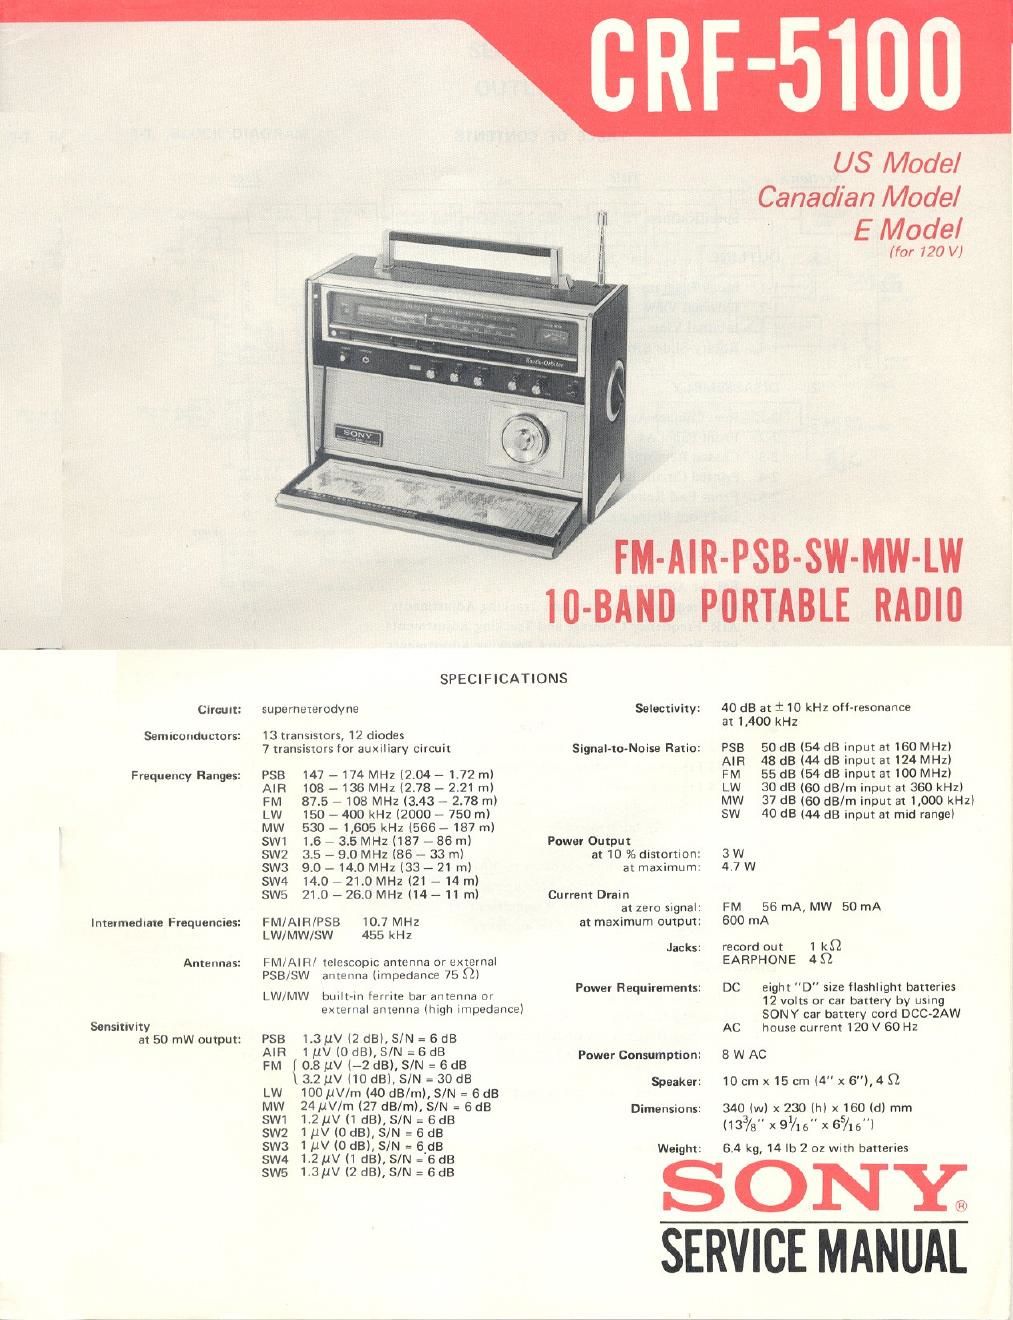 CRF-5100
US Model
Canadian Model
E Model
(for 120 V)
SONY
FM-AIR-PSB-SW-MW-LW
10-BAND PORTABLE RADIO
SPECIFICATIONS
Circuit: superheterodyne
Semiconductors: 13 transistors, 12 diodes
7 transistors for auxiliary circuit
Frequency Ranges: PSB 147 – 174 MHz (2.04 – 1.72 m)
AIR 108 – 136 MHz (2.78 – 2.21 m)
FM 87.5 – 108 MHz (3.43 – 2.78 m)
LW 150 – 400 kHz (2000 – 750 m)
MW 530 – 1,605 kHz (566 – 187 m)
SW1 1.6 – 3.5 MHz (187 – 86 m)
SW2 3.5 – 9.0 MHz (86 – 33 m)
SW3 9.0 – 14.0 MHz (33 – 21 m)
SW4 14.0 – 21.0 MHz (21 – 14 m)
SW5 21.0 – 26.0 MHz (14 – 11 m)
Intermediate Frequencies: FM/AIR/PSB 10.7 MHz
LW/MW/SW 455 kHz
Antennas: FM/AIR/ telescopic antenna or external
PSB/SW antenna (impedance 75 Ω)
LW/MW built-in ferrite bar antenna or
external antenna (high impedance)
Sensitivity
at 50 mW output: PSB 1.3 μV (2 dB), S/N = 6 dB
AIR 1 μV (0 dB), S/N = 6 dB
FM { 0.8 μV (–2 dB), S/N = 6 dB
3.2 μV (10 dB), S/N = 30 dB
LW 100 μV/m (40 dB/m), S/N = 6 dB
MW 24 μV/m (27 dB/m), S/N = 6 dB
SW1 1.2 μV (1 dB), S/N = 6 dB
SW2 1 μV (0 dB), S/N = 6 dB
SW3 1 μV (0 dB), S/N = 6 dB
SW4 1.2 μV (1 dB), S/N = 6 dB
SW5 1.3 μV (2 dB), S/N = 6 dB
Selectivity: 40 dB at ± 10 kHz off-resonance
at 1,400 kHz
Signal-to-Noise Ratio: PSB 50 dB (54 dB input at 160 MHz)
AIR 48 dB (44 dB input at 124 MHz)
FM 55 dB (54 dB input at 100 MHz)
LW 30 dB (60 dB/m input at 360 kHz)
MW 37 dB (60 dB/m input at 1,000 kHz)
SW 40 dB (44 dB input at mid range)
Power Output
at 10 % distortion: 3 W
at maximum: 4.7 W
Current Drain
at zero signal: FM 56 mA, MW 50 mA
at maximum output: 600 mA
Jacks: record out 1 kΩ
EARPHONE 4 Ω
Power Requirements: DC eight "D" size flashlight batteries
12 volts or car battery by using
SONY car battery cord DCC-2AW
AC house current 120 V 60 Hz
Power Consumption: 8 W AC
Speaker: 10 cm x 15 cm (4" x 6"), 4 Ω
Dimensions: 340 (w) x 230 (h) x 160 (d) mm
(13 3/8" x 9 1/16" x 6 5/16")
Weight: 6.4 kg, 14 lb 2 oz with batteries
SONY ®
SERVICE MANUAL